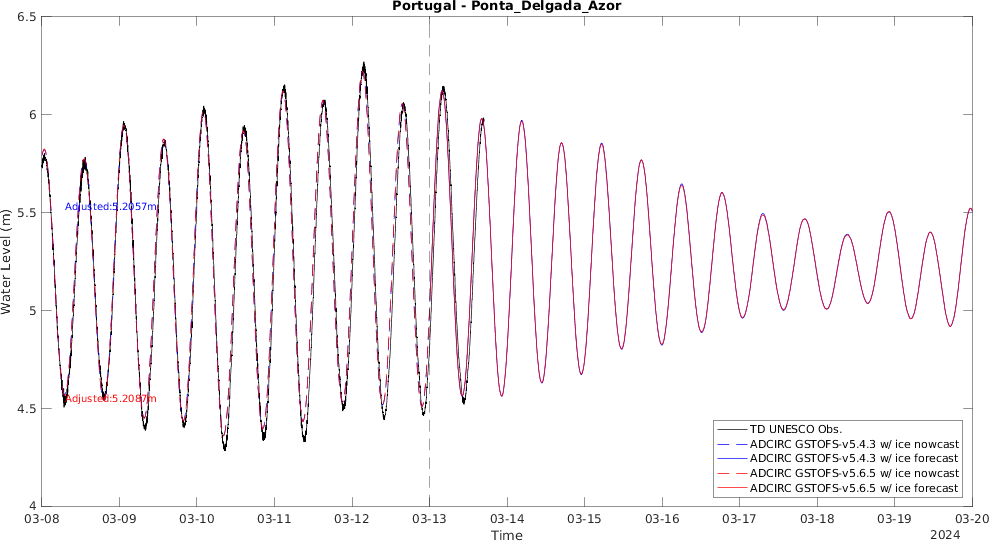 Portugal - Ponta_Delgada_Azor
6.5
6
5.5
5
4.5
4
Water Level (m)
Adjusted:5.2057m
Adjusted:5.2087m
TD UNESCO Obs.
ADCIRC GSTOFS-v5.4.3 w/ ice nowcast
ADCIRC GSTOFS-v5.4.3 w/ ice forecast
ADCIRC GSTOFS-v5.6.5 w/ ice nowcast
ADCIRC GSTOFS-v5.6.5 w/ ice forecast
03-08 03-09 03-10 03-11 03-12 03-13 03-14 03-15 03-16 03-17 03-18 03-19 03-20
Time
2024